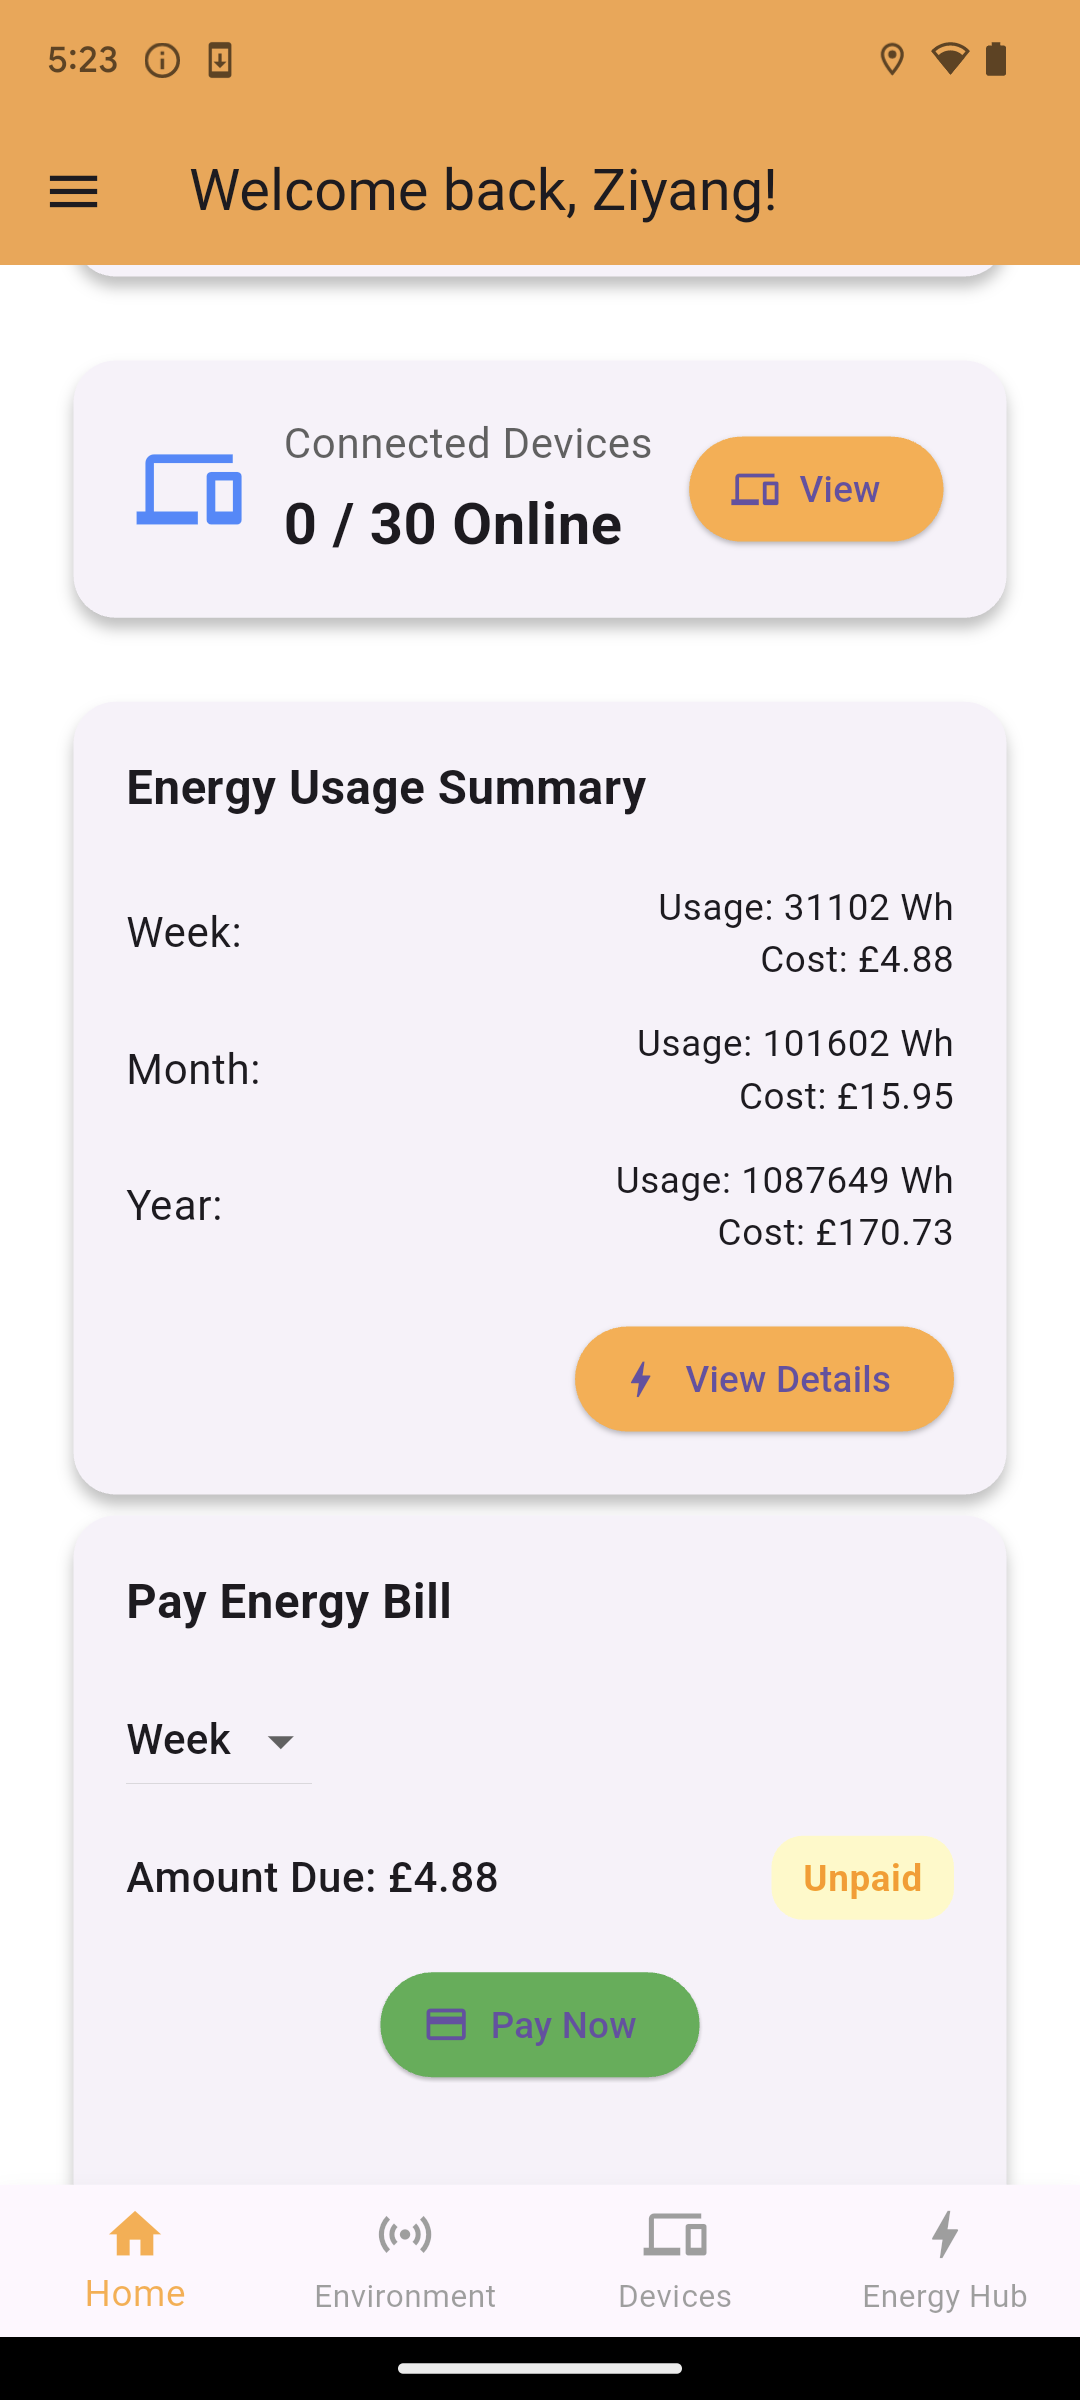 5:23
Welcome back, Ziyang!
Connected Devices
0 / 30 Online
View
Energy Usage Summary
Week:
Usage: 31102 Wh
Cost: £4.88
Month:
Usage: 101602 Wh
Cost: £15.95
Year:
Usage: 1087649 Wh
Cost: £170.73
View Details
Pay Energy Bill
Week
Amount Due: £4.88
Unpaid
Pay Now
Home
Environment
Devices
Energy Hub